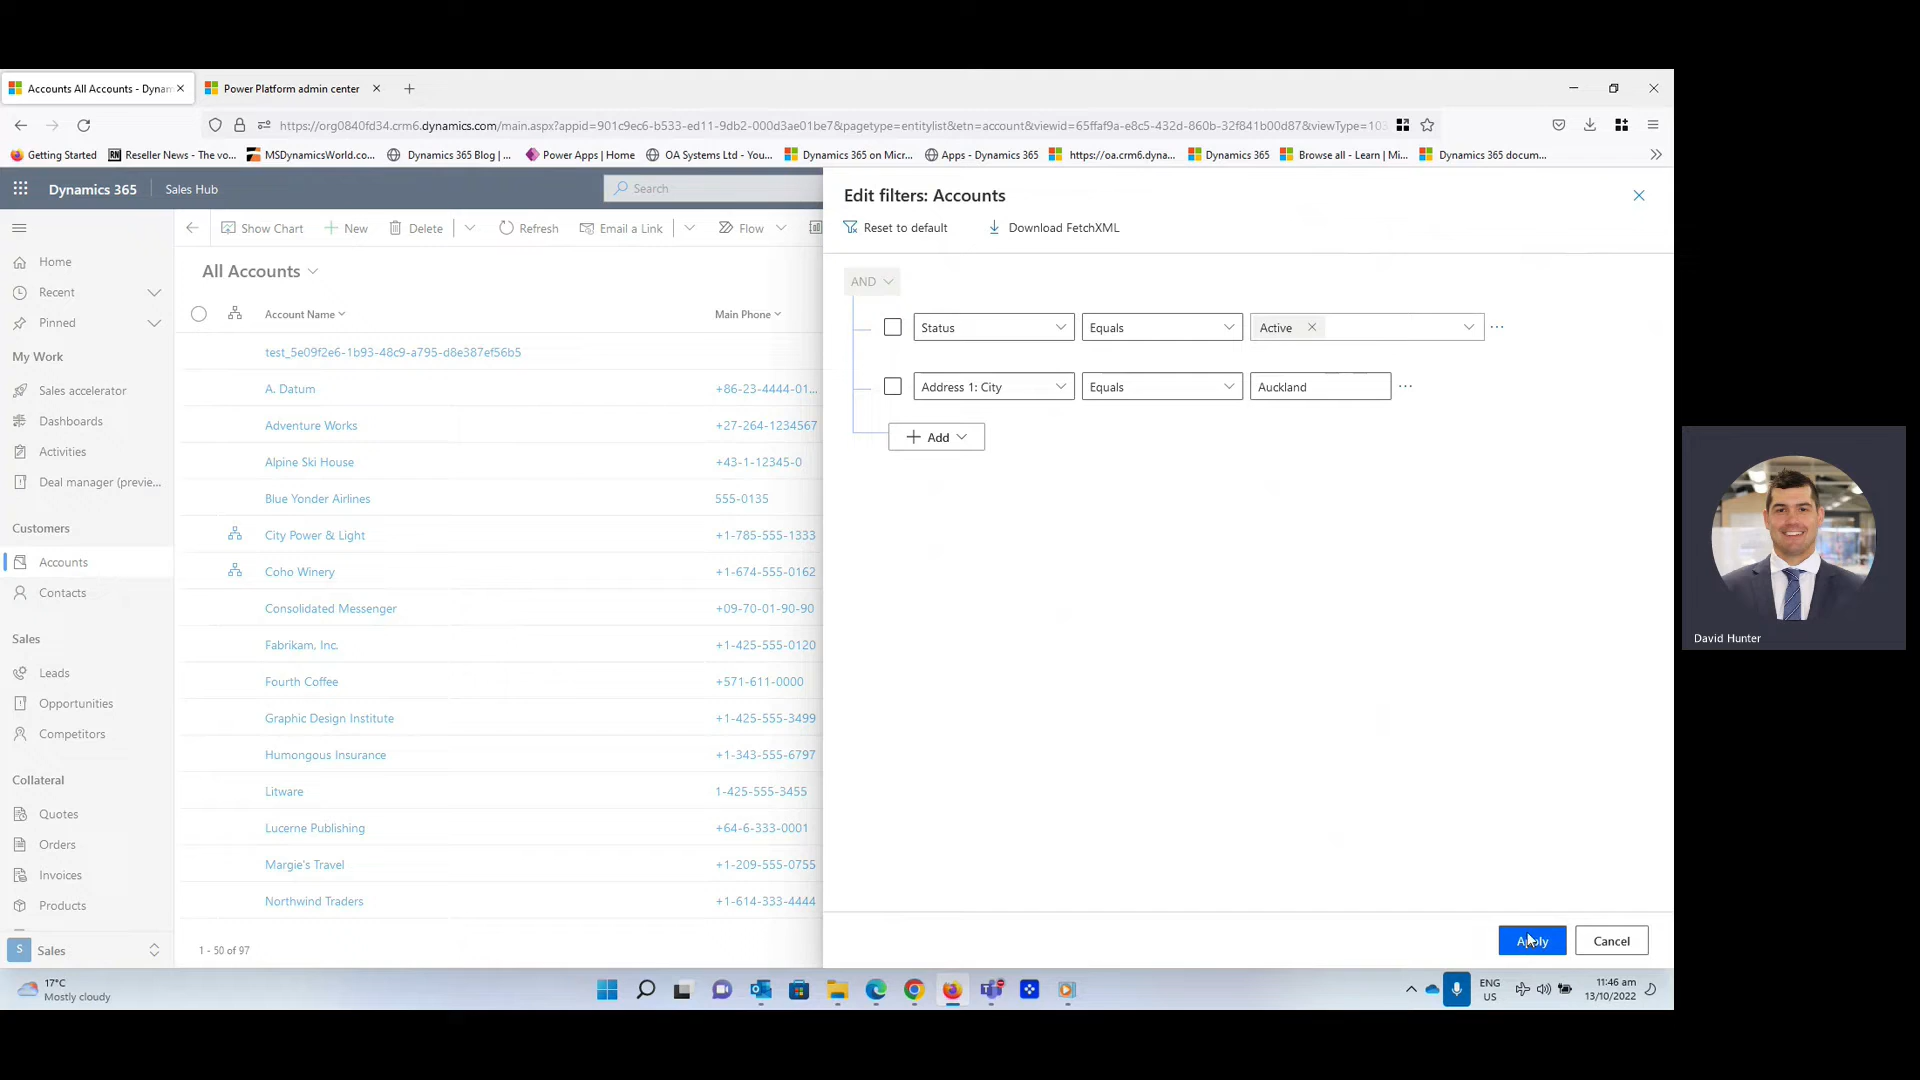 Accounts All Accounts - Dynam
Power Platform admin center
https://org0840fd34.crm6.dynamics.com/main.aspx?appid=901c9ec6-b533-ed11-9db2-000d3ae01be7&pagetype=entitylist&etn=account&viewid=65ffaf9a-e8c5-432d-860b-32f841b00d87&viewType=103
Getting Started
Reseller News - The vo...
MSDynamicsWorld.co...
Dynamics 365 Blog | ...
Power Apps | Home
OA Systems Ltd - You...
Dynamics 365 on Micr...
Apps - Dynamics 365
https://oa.crm6.dyna...
Dynamics 365
Browse all - Learn | Mi...
Dynamics 365 docum...
Dynamics 365
Sales Hub
Search
Show Chart
New
Delete
Refresh
Email a Link
Flow
Home
Recent
Pinned
My Work
Sales accelerator
Dashboards
Activities
Deal manager (previe...
Customers
Accounts
Contacts
Sales
Leads
Opportunities
Competitors
Collateral
Quotes
Orders
Invoices
Products
S Sales
All Accounts
Account Name Main Phone
test_5e09f2e6-1b93-48c9-a795-d8e387ef56b5
A. Datum +86-23-4444-01...
Adventure Works +27-264-1234567
Alpine Ski House +43-1-12345-0
Blue Yonder Airlines 555-0135
City Power & Light +1-785-555-1333
Coho Winery +1-674-555-0162
Consolidated Messenger +09-70-01-90-90
Fabrikam, Inc. +1-425-555-0120
Fourth Coffee +571-611-0000
Graphic Design Institute +1-425-555-3499
Humongous Insurance +1-343-555-6797
Litware 1-425-555-3455
Lucerne Publishing +64-6-333-0001
Margie's Travel +1-209-555-0755
Northwind Traders +1-614-333-4444
1 - 50 of 97
Edit filters: Accounts
Reset to default
Download FetchXML
AND
Status Equals Active
Address 1: City Equals Auckland
Add
Apply
Cancel
David Hunter
17°C
Mostly cloudy
ENG
US
11:46 am
13/10/2022